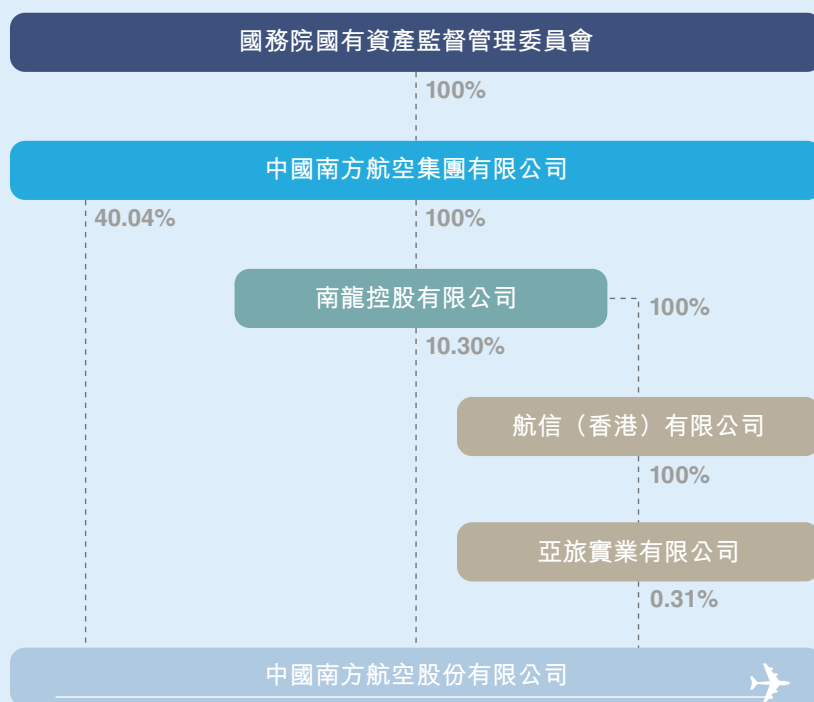 國務院國有資產監督管理委員會
100%
中國南方航空集團有限公司
40.04%
100%
南龍控股有限公司
100%
10.30%
航信（香港）有限公司
100%
亞旅實業有限公司
0.31%
中國南方航空股份有限公司